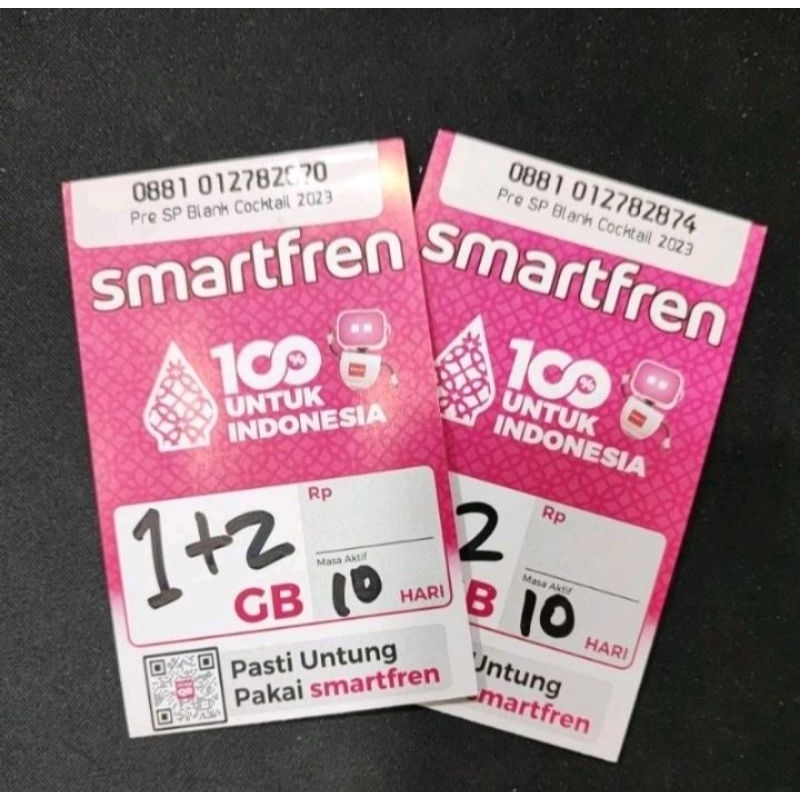 0881 012782870
Pre SP Blank Cocktail 2023
smartfren
100%
UNTUK
INDONESIA
1+2
GB
Rp
Masa Aktif
10
HARI
Pasti Untung
Pakai smartfren
0881 012782874
Pre SP Blank Cocktail 2023
smartfren
100%
UNTUK
INDONESIA
2
B
Rp
Masa Aktif
10
HARI
Untung
martfren